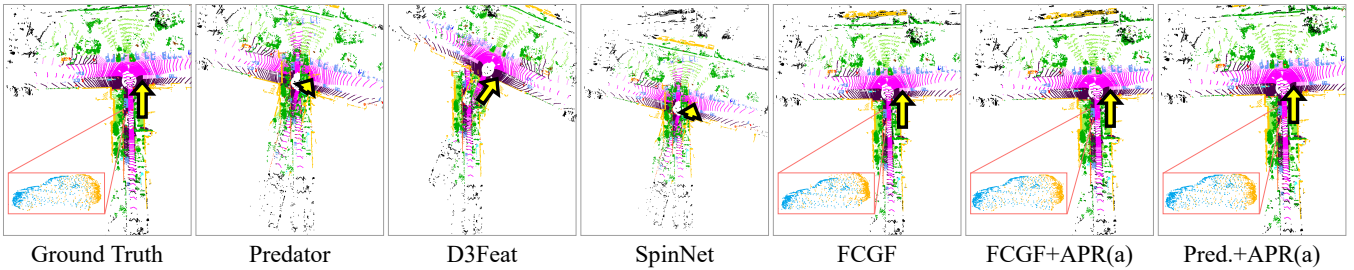 Ground Truth
Predator
D3Feat
SpinNet
FCGF
FCGF+APR(a)
Pred.+APR(a)